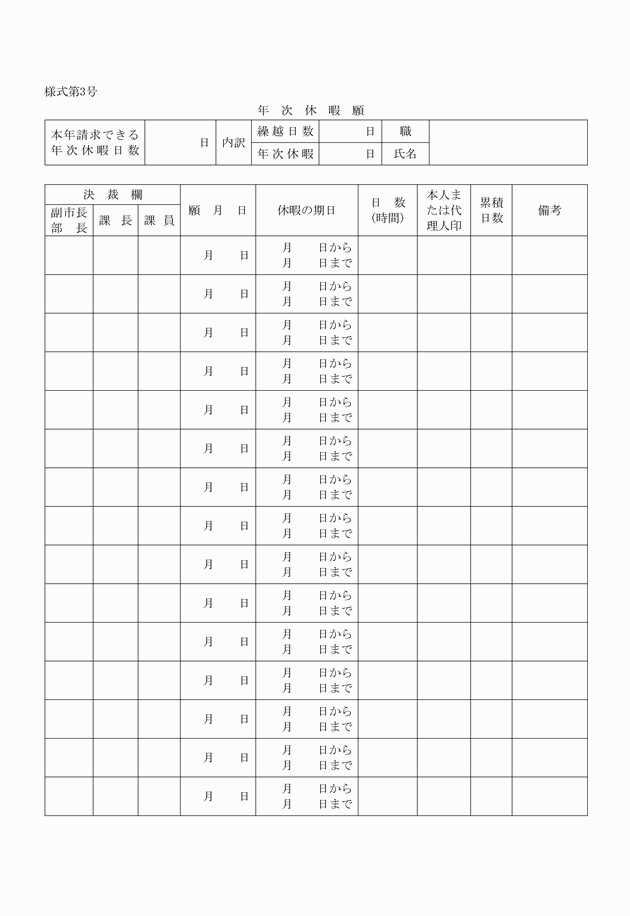 様式第3号
年次休暇願
本年請求できる 日 内訳 繰越日数 日 職
年次休暇日数 年次休暇 日 氏名
決裁欄 願月日 休暇の期日 日数 本人ま 累積 備考
副市長 課長 課員 (時間) たは代 日数
部長 理人印
月 日 月 日から
月 日まで
月 日 月 日から
月 日まで
月 日 月 日から
月 日まで
月 日 月 日から
月 日まで
月 日 月 日から
月 日まで
月 日 月 日から
月 日まで
月 日 月 日から
月 日まで
月 日 月 日から
月 日まで
月 日 月 日から
月 日まで
月 日 月 日から
月 日まで
月 日 月 日から
月 日まで
月 日 月 日から
月 日まで
月 日 月 日から
月 日まで
月 日 月 日から
月 日まで
月 日 月 日から
月 日まで